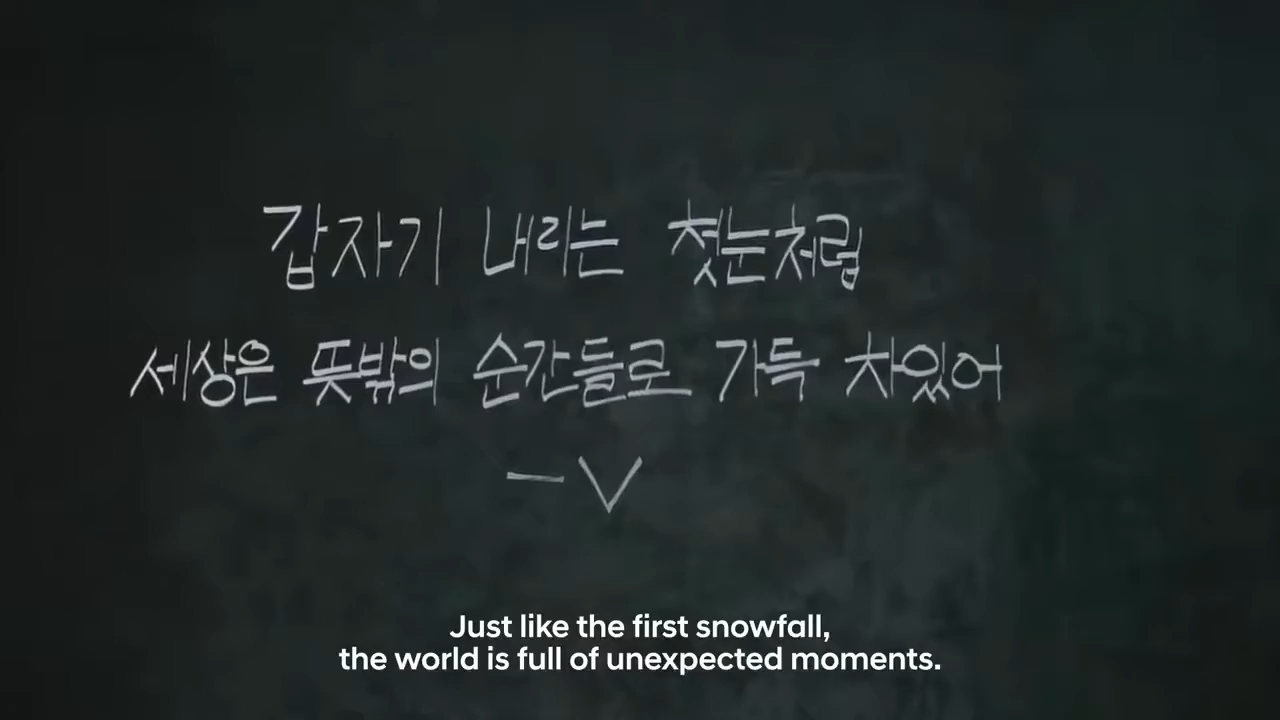 갑자기 내리는 첫눈처럼
세상은 뜻밖의 순간들로 가득 차있어
-V
Just like the first snowfall,
the world is full of unexpected moments.